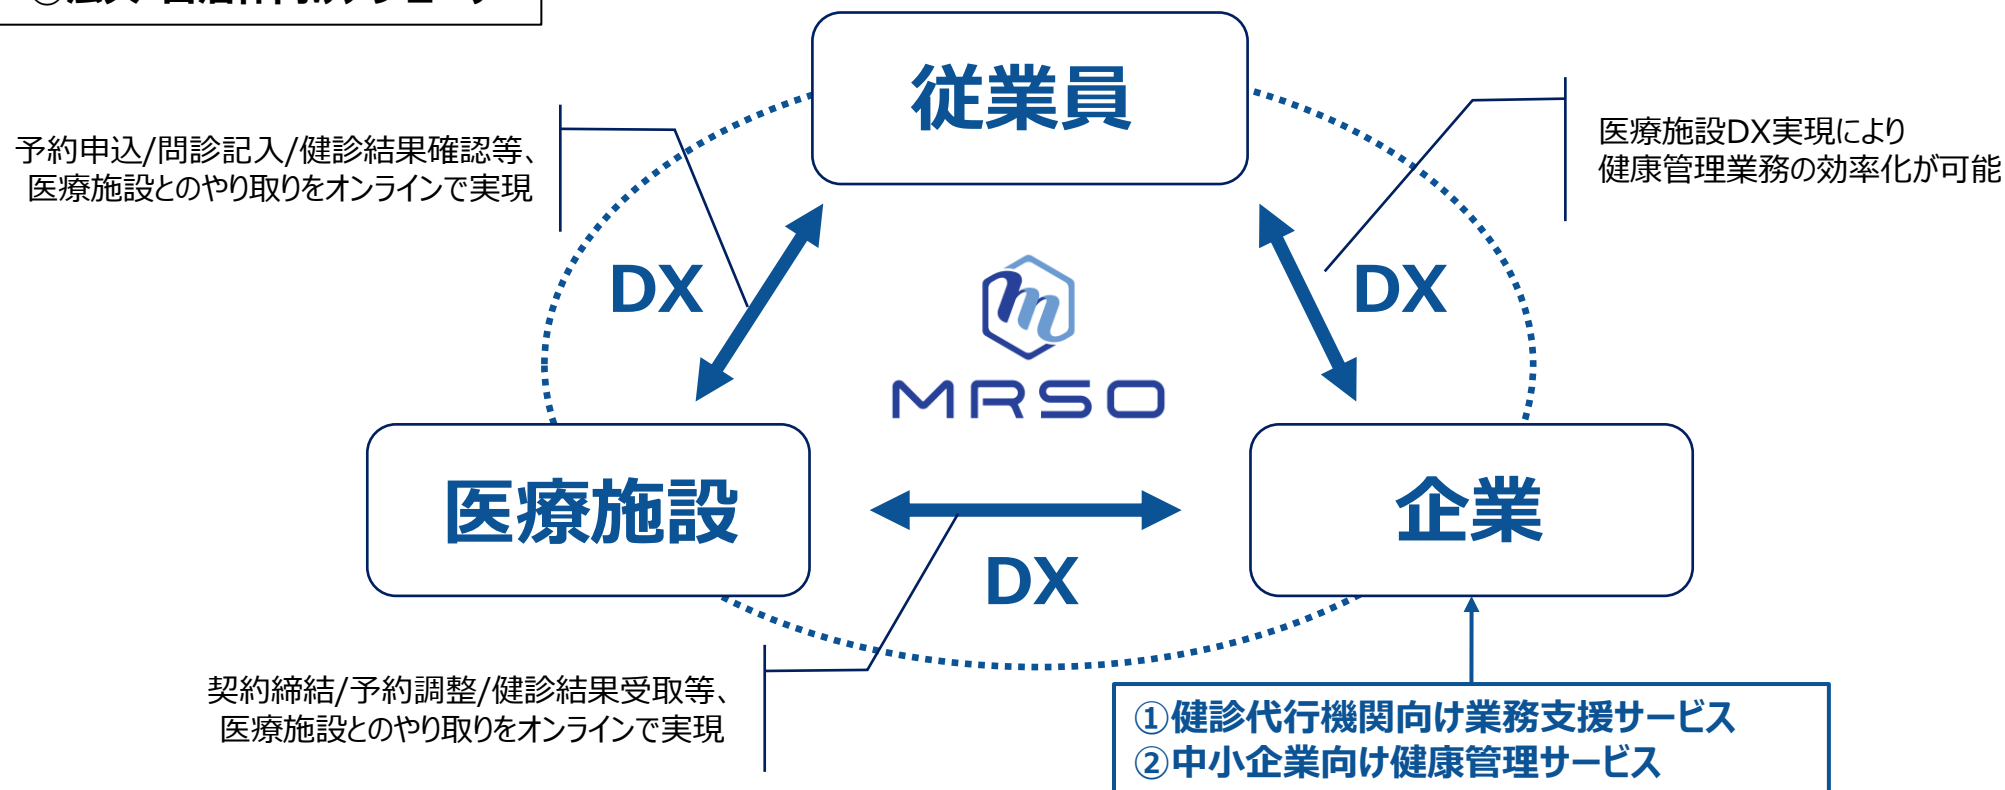 従業員
予約申込/問診記入/健診結果確認等、
医療施設とのやり取りをオンラインで実現
医療施設DX実現により
健康管理業務の効率化が可能
DX
DX
MRSO
医療施設
企業
DX
契約締結/予約調整/健診結果受取等、
医療施設とのやり取りをオンラインで実現
①健診代行機関向け業務支援サービス
②中小企業向け健康管理サービス